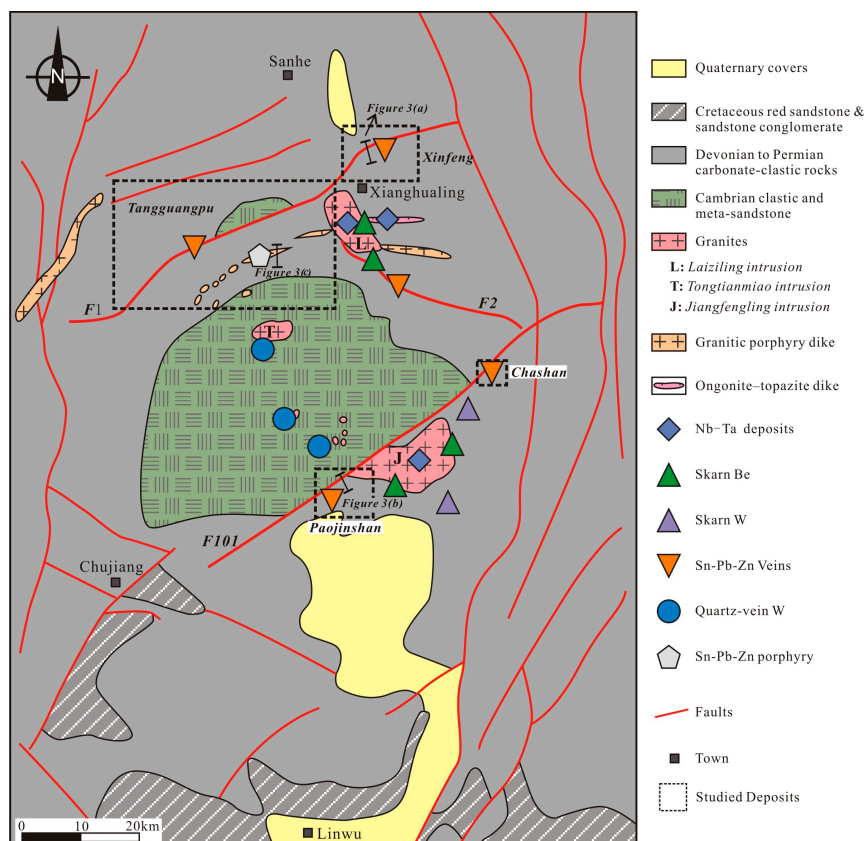 N
Sanhe
Figure 3(a)
Xinfeng
Xianghualing
Tangguangpu
L
Figure 3(c)
F1
F2
T
Chashan
J
Figure 3(b)
Paojinshan
F101
Chujiang
0 10 20km
Linwu
Quaternary covers
Cretaceous red sandstone &
sandstone conglomerate
Devonian to Permian
carbonate-clastic rocks
Cambrian clastic and
meta-sandstone
Granites
L: Laiziling intrusion
T: Tongtianmiao intrusion
J: Jiangfengling intrusion
Granitic porphyry dike
Ongonite–topazite dike
Nb–Ta deposits
Skarn Be
Skarn W
Sn-Pb-Zn Veins
Quartz-vein W
Sn-Pb-Zn porphyry
Faults
Town
Studied Deposits